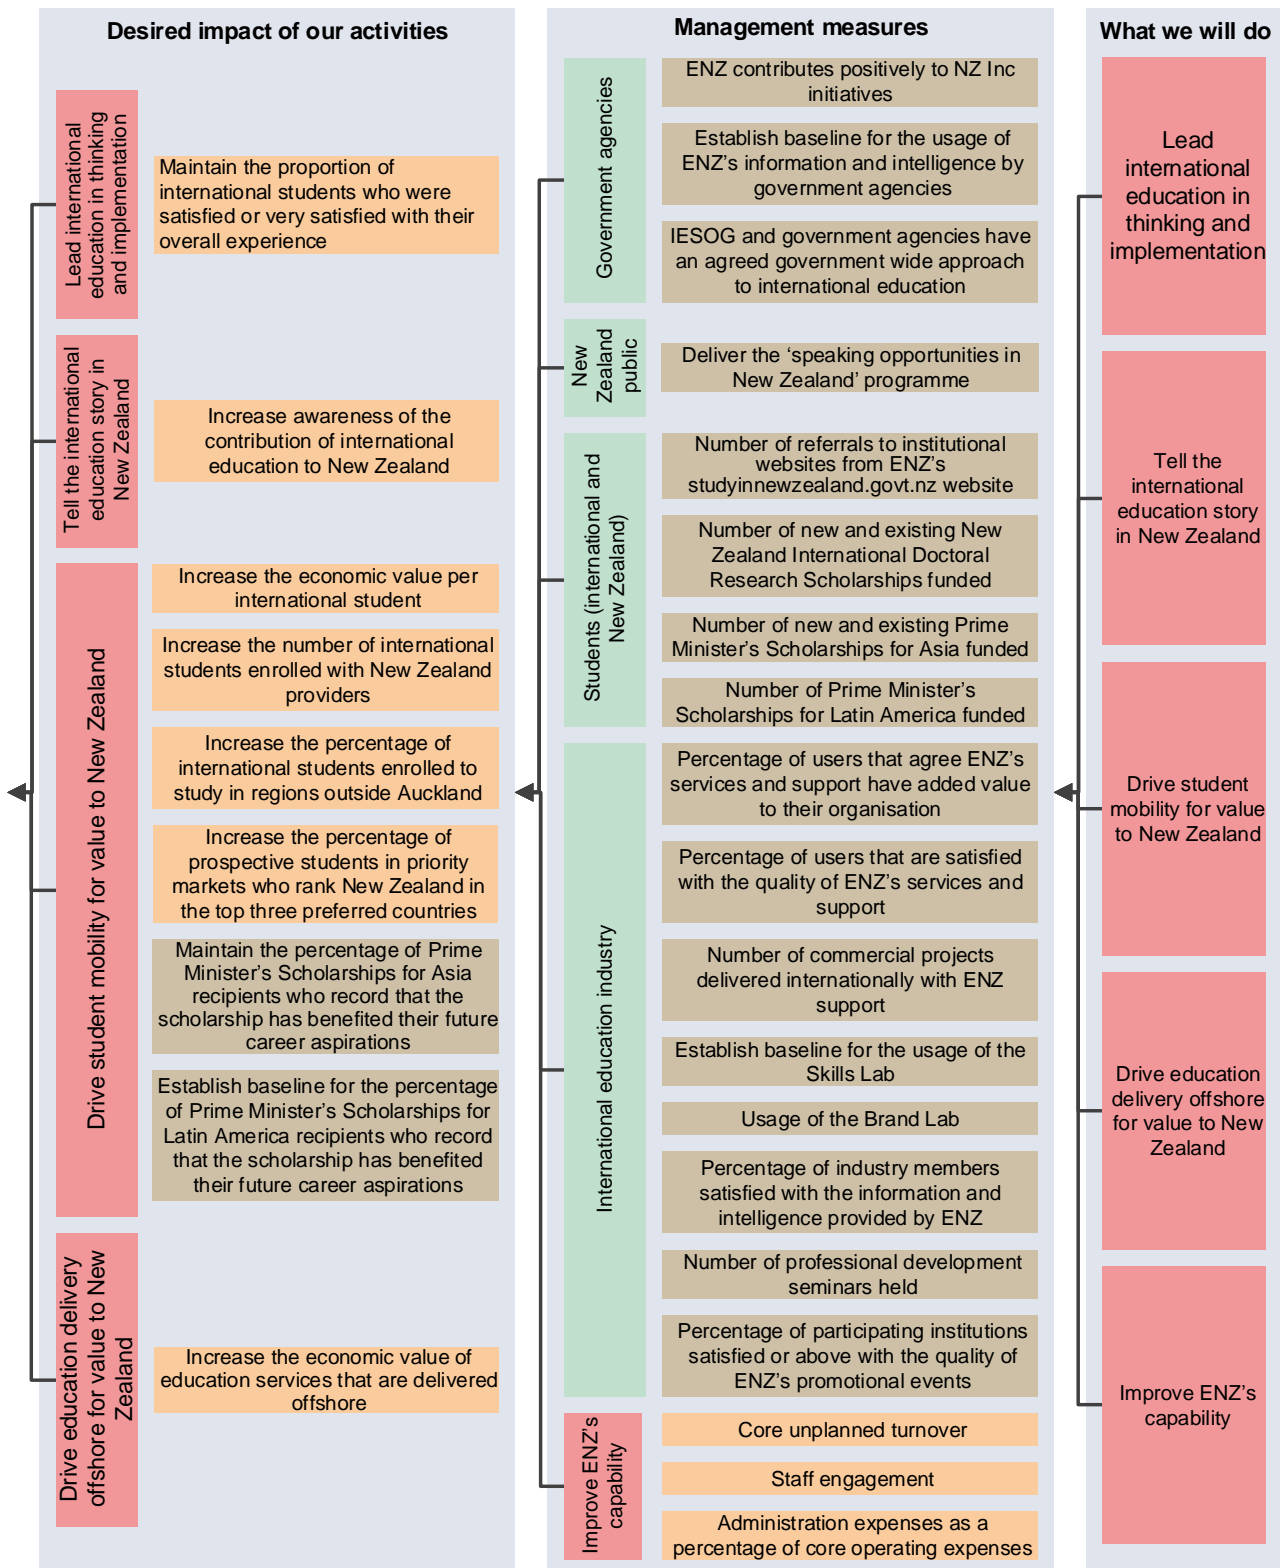 Desired impact of our activities
Lead international
education in thinking
and implementation
Maintain the proportion of
international students who were
satisfied or very satisfied with their
overall experience
Tell the international
education story in
New Zealand
Increase awareness of the
contribution of international
education to New Zealand
Drive student mobility for value to New Zealand
Increase the economic value per
international student
Increase the number of international
students enrolled with New Zealand
providers
Increase the percentage of
international students enrolled to
study in regions outside Auckland
Increase the percentage of
prospective students in priority
markets who rank New Zealand in
the top three preferred countries
Maintain the percentage of Prime
Minister’s Scholarships for Asia
recipients who record that the
scholarship has benefited their future
career aspirations
Establish baseline for the percentage
of Prime Minister’s Scholarships for
Latin America recipients who record
that the scholarship has benefited
their future career aspirations
Drive education delivery
offshore for value to New
Zealand
Increase the economic value of
education services that are delivered
offshore
Management measures
Government agencies
ENZ contributes positively to NZ Inc
initiatives
Establish baseline for the usage of
ENZ’s information and intelligence by
government agencies
IESOG and government agencies have
an agreed government wide approach
to international education
New
Zealand
public
Deliver the ‘speaking opportunities in
New Zealand’ programme
Students (international and
New Zealand)
Number of referrals to institutional
websites from ENZ’s
studyinnewzealand.govt.nz website
Number of new and existing New
Zealand International Doctoral
Research Scholarships funded
Number of new and existing Prime
Minister’s Scholarships for Asia funded
Number of Prime Minister’s
Scholarships for Latin America funded
International education industry
Percentage of users that agree ENZ’s
services and support have added value
to their organisation
Percentage of users that are satisfied
with the quality of ENZ’s services and
support
Number of commercial projects
delivered internationally with ENZ
support
Establish baseline for the usage of the
Skills Lab
Usage of the Brand Lab
Percentage of industry members
satisfied with the information and
intelligence provided by ENZ
Number of professional development
seminars held
Percentage of participating institutions
satisfied or above with the quality of
ENZ’s promotional events
Improve ENZ’s
capability
Core unplanned turnover
Staff engagement
Administration expenses as a
percentage of core operating expenses
What we will do
Lead
international
education in
thinking and
implementation
Tell the
international
education story
in New Zealand
Drive student
mobility for value
to New Zealand
Drive education
delivery offshore
for value to New
Zealand
Improve ENZ’s
capability